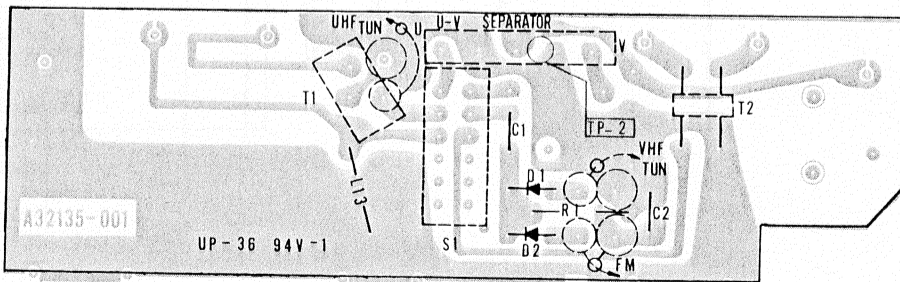 UHF
TUN
U
U-V SEPARATOR
V
T1
C1
TP-2
T2
VHF
TUN
L13
D1
R1
C2
A32135-001
UP-36 94V-1
S1
D2
FM